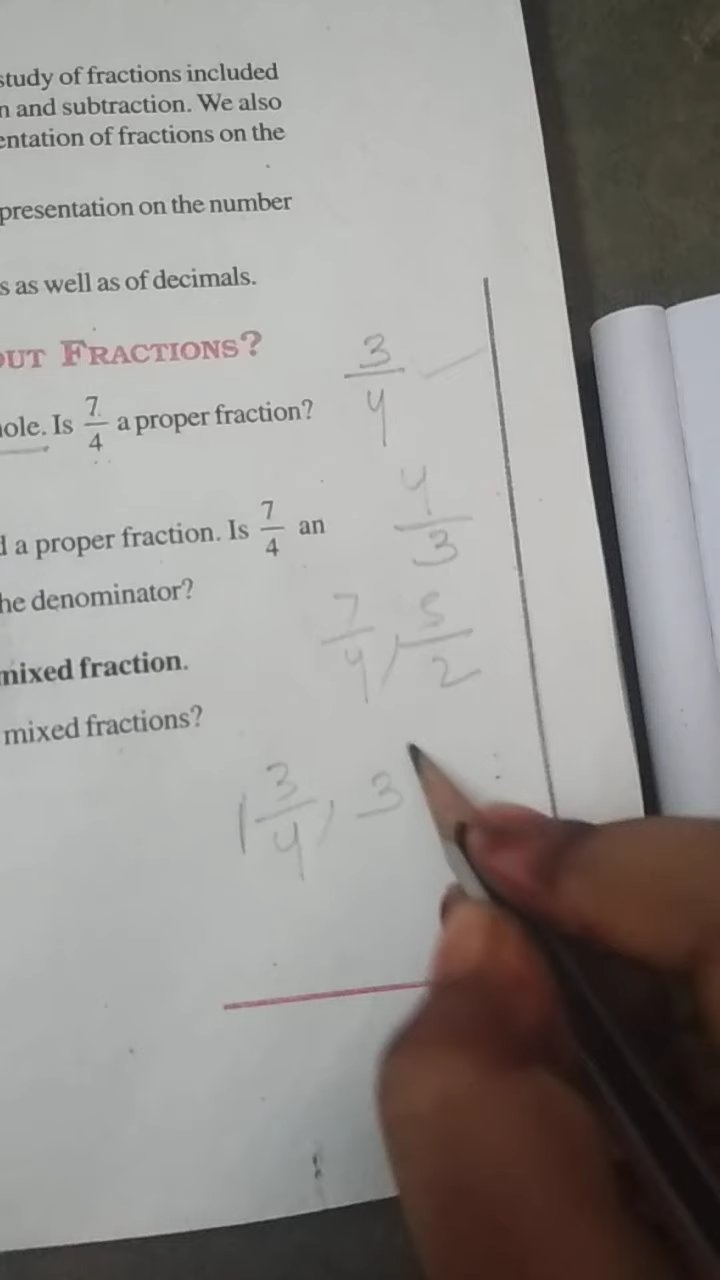 study of fractions included
n and subtraction. We also
entation of fractions on the
presentation on the number
s as well as of decimals.
OUT FRACTIONS?
3/4
hole. Is 7/4 a proper fraction?
4/3
d a proper fraction. Is 7/4 an
he denominator?
7/4, 5/2
mixed fraction.
mixed fractions?
1 3/4, 3